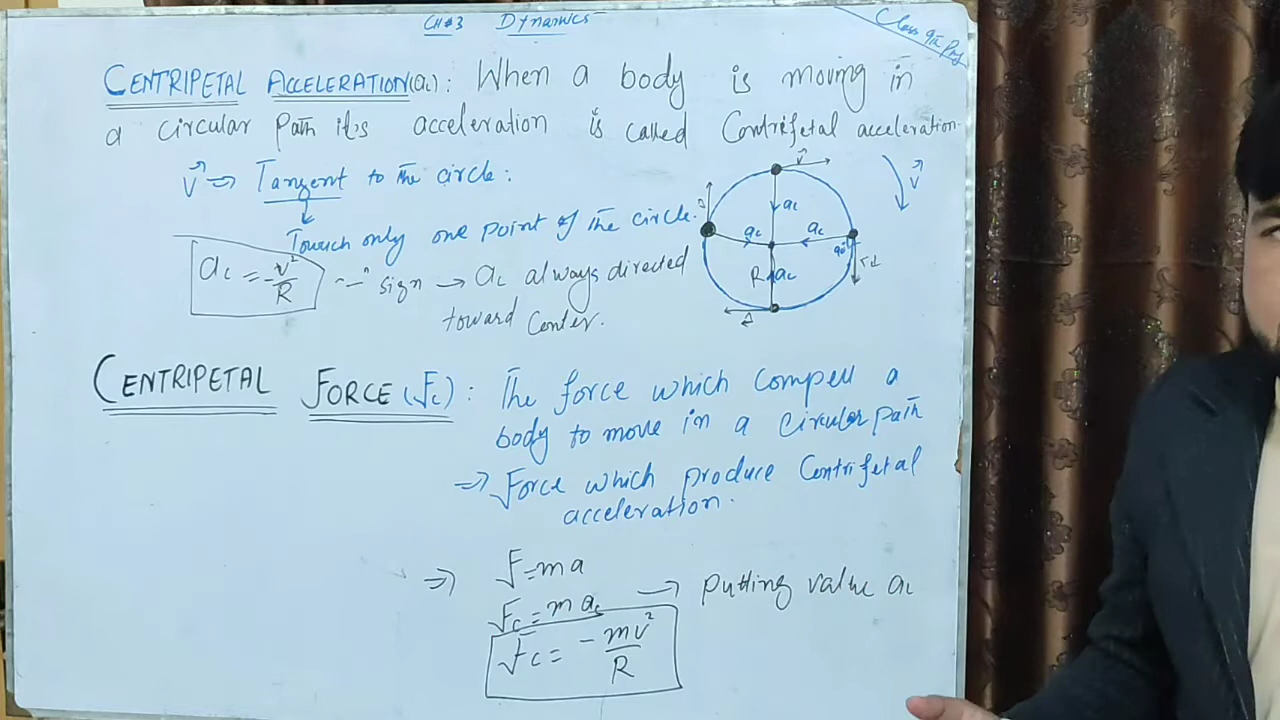 CH#3 Dynamics
Class 9th Phy
CENTRIPETAL ACCELERATION (ac): When a body is moving in
a circular path its acceleration is called Centrifetal acceleration.
v ⇒ Tangent to the circle:
Touch only one point of the circle.
ac = -v²/R "-" sign → ac always directed
toward Center.
v
ac
ac
ac
90°
R
ac
v
v
CENTRIPETAL FORCE (Fc): The force which compell a
body to move in a circular path
⇒ Force which produce Centrifetal
acceleration.
⇒ F=ma
Fc = m ac → putting value ac
Fc = -mv²/R